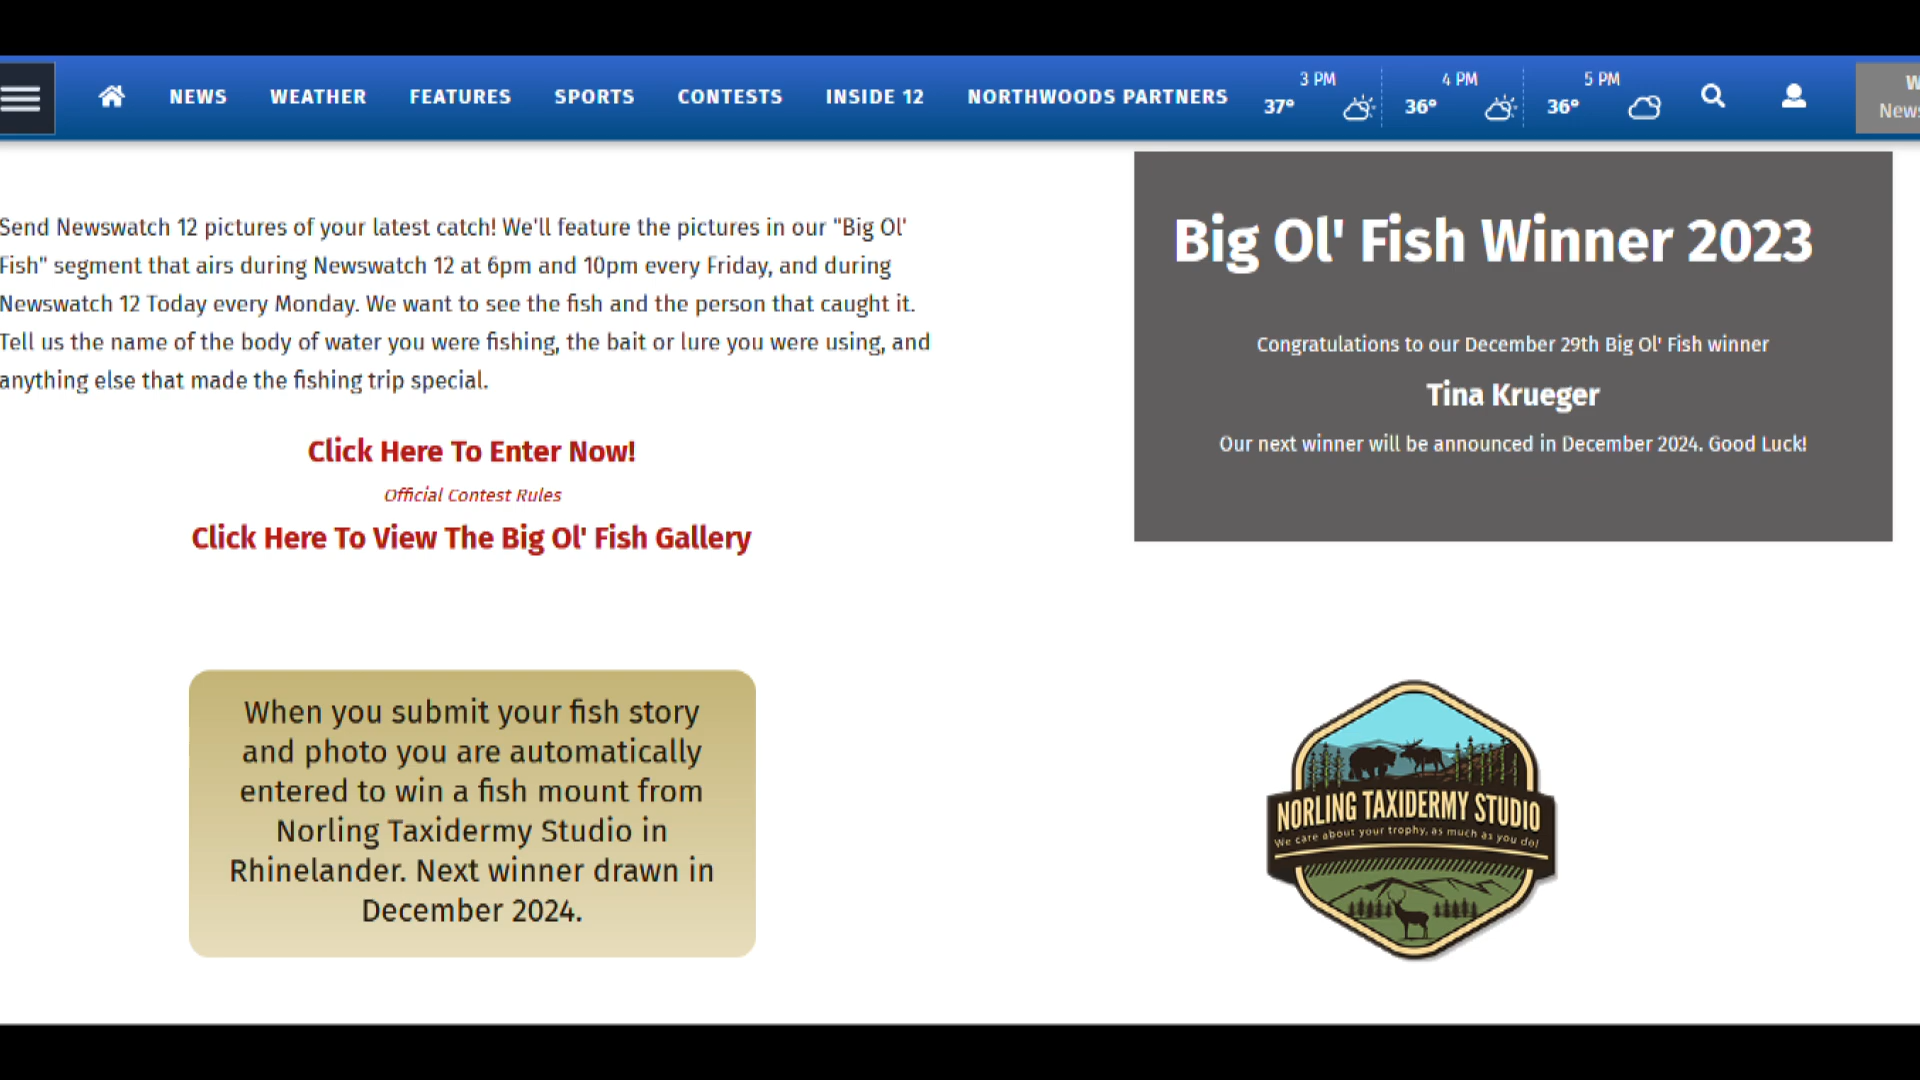 NEWS
WEATHER
FEATURES
SPORTS
CONTESTS
INSIDE 12
NORTHWOODS PARTNERS
3 PM
37°
4 PM
36°
5 PM
36°
W
News
Send Newswatch 12 pictures of your latest catch! We'll feature the pictures in our "Big Ol'
Fish" segment that airs during Newswatch 12 at 6pm and 10pm every Friday, and during
Newswatch 12 Today every Monday. We want to see the fish and the person that caught it.
Tell us the name of the body of water you were fishing, the bait or lure you were using, and
anything else that made the fishing trip special.
Click Here To Enter Now!
Official Contest Rules
Click Here To View The Big Ol' Fish Gallery
Big Ol' Fish Winner 2023
Congratulations to our December 29th Big Ol' Fish winner
Tina Krueger
Our next winner will be announced in December 2024. Good Luck!
When you submit your fish story
and photo you are automatically
entered to win a fish mount from
Norling Taxidermy Studio in
Rhinelander. Next winner drawn in
December 2024.
NORLING TAXIDERMY STUDIO
We care about your trophy, as much as you do!